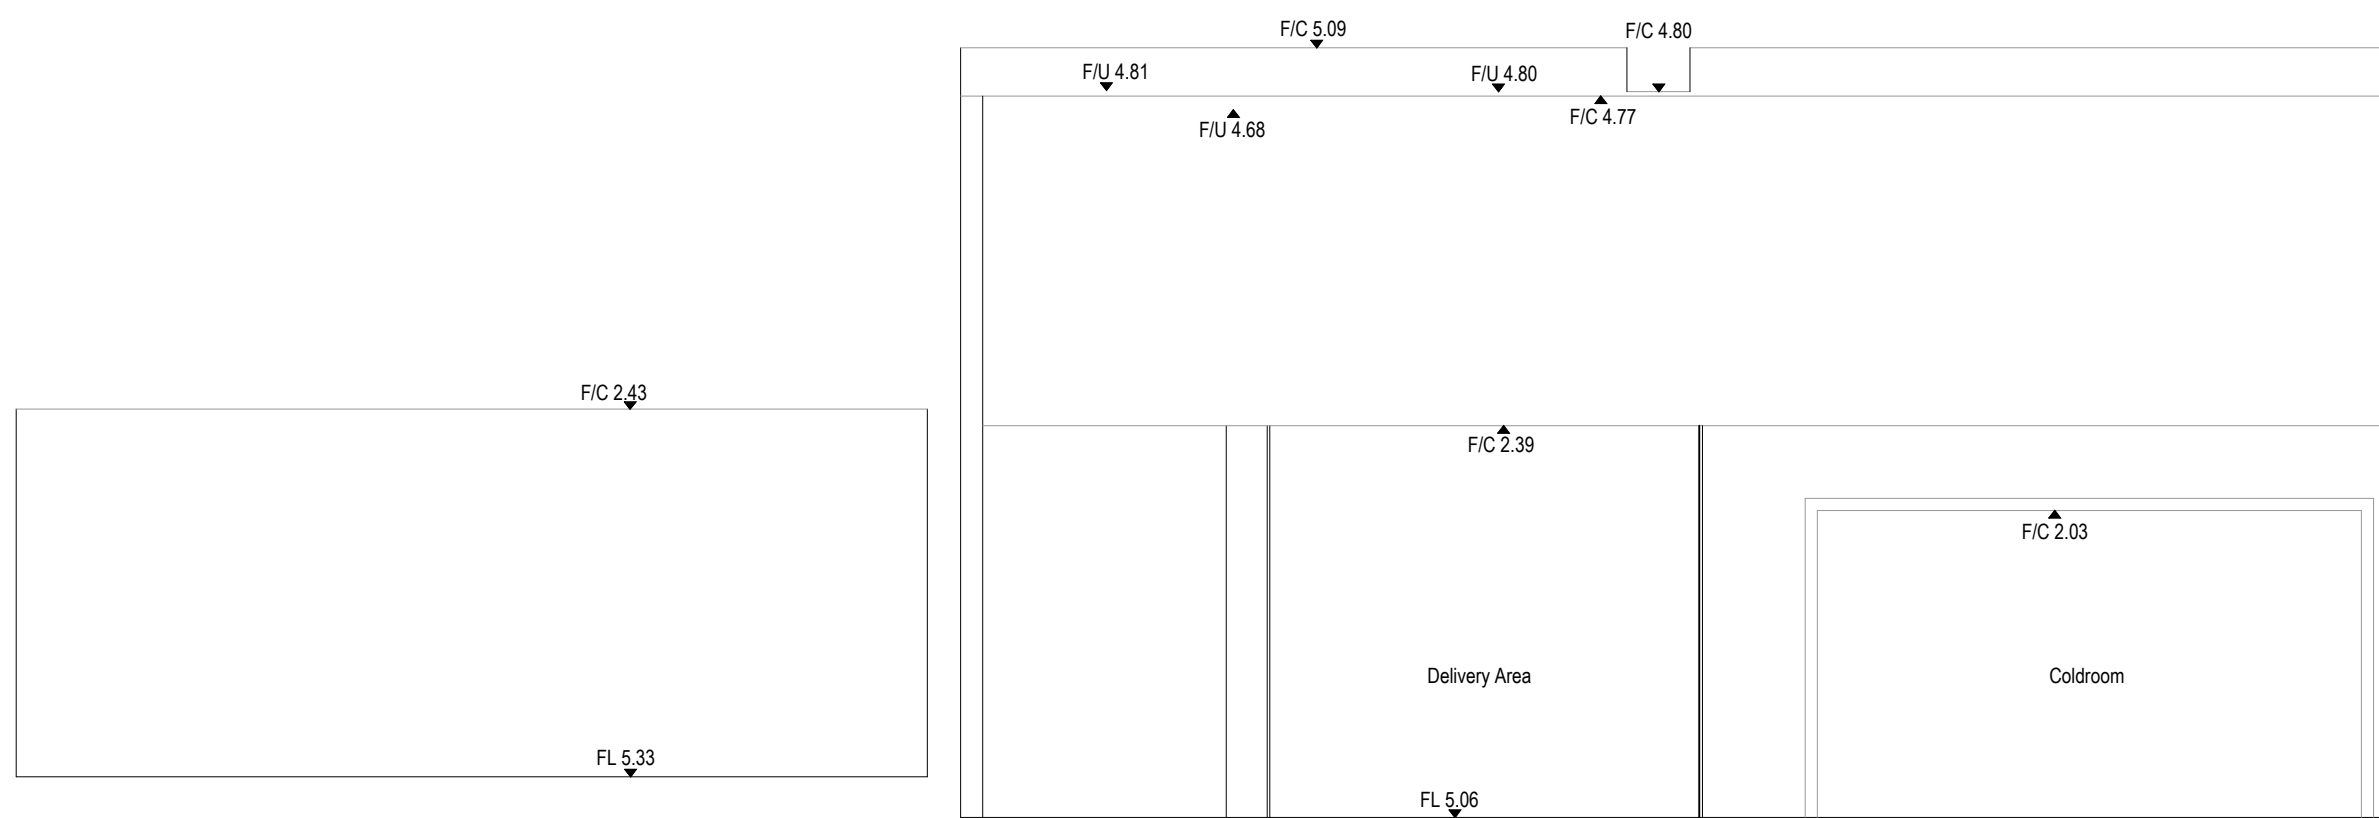 F/C 5.09
F/C 4.80
F/U 4.81
F/U 4.80
F/C 4.77
F/U 4.68
F/C 2.43
F/C 2.39
F/C 2.03
Delivery Area
Coldroom
FL 5.33
FL 5.06